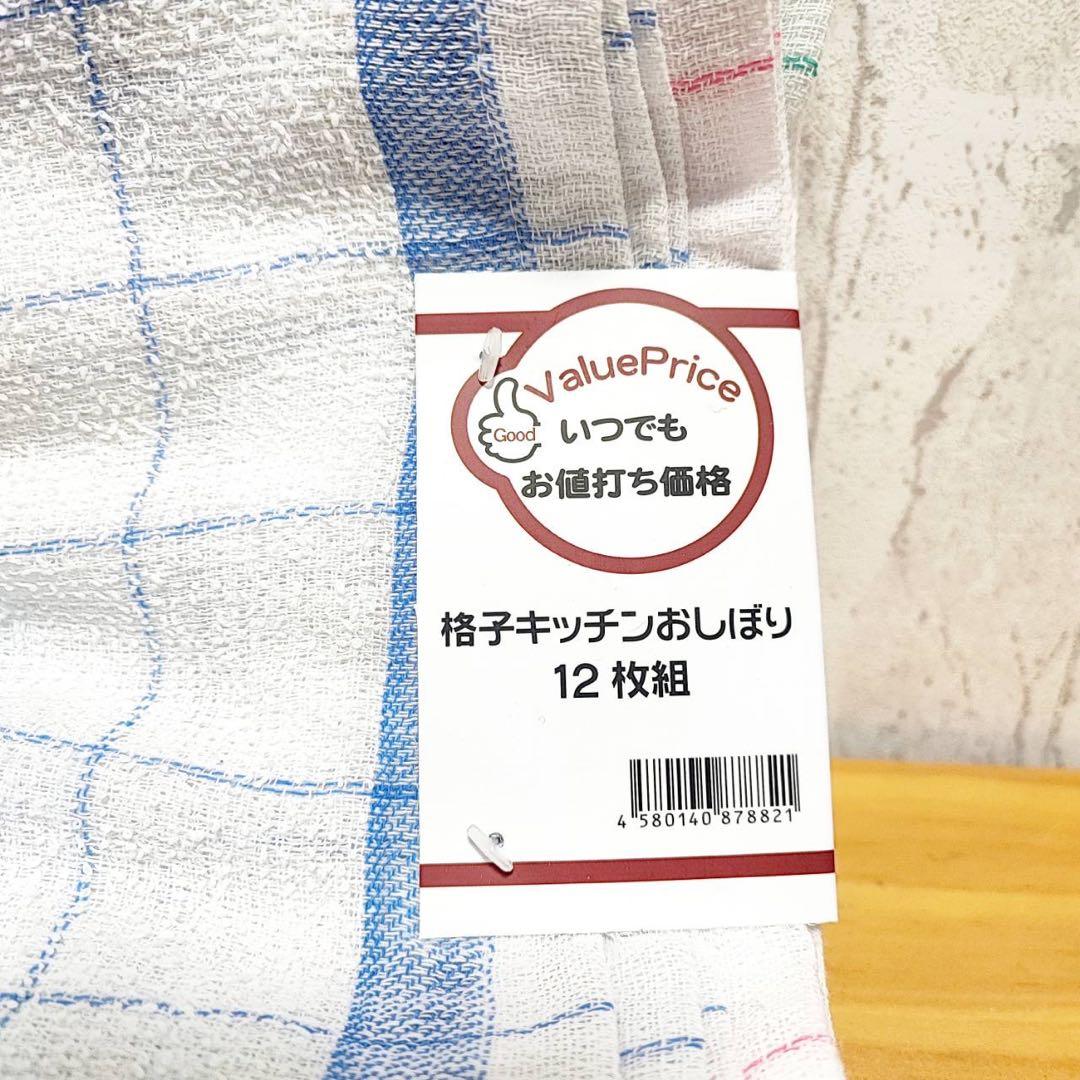 ValuePrice
Good
いつでも
お値打ち価格
格子キッチンおしぼり
12 枚組
4 580140 878821